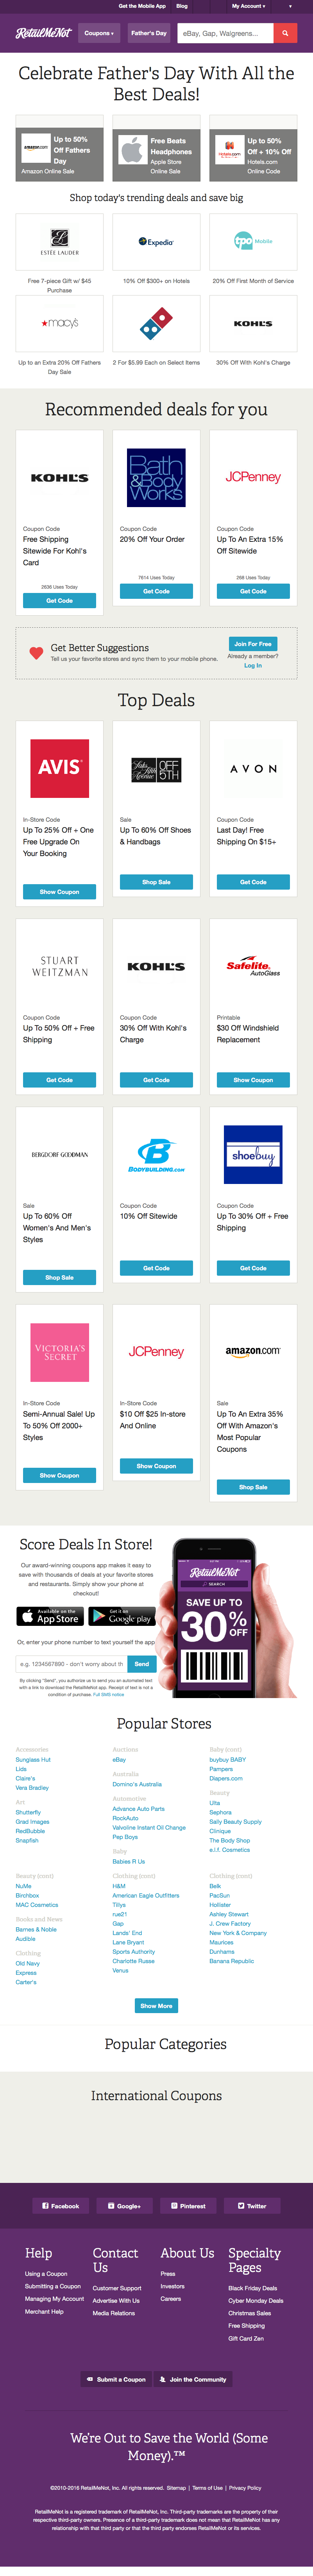 Get the Mobile App Blog My Account ▾ ▾
RetailMeNot Coupons ▾ Father's Day eBay, Gap, Walgreens...
Celebrate Father's Day With All the
Best Deals!
amazon.com Up to 50%
Off Fathers
Day
Amazon Online Sale
Free Beats
Headphones
Apple Store
Online Sale
Hotels.com Up to 50%
Off + 10% Off
Hotels.com
Online Code
Shop today's trending deals and save big
ESTĒE LAUDER
Expedia
tpo Mobile
Free 7-piece Gift w/ $45
Purchase
10% Off $300+ on Hotels
20% Off First Month of Service
macy's
KOHL'S
Up to an Extra 20% Off Fathers
Day Sale
2 For $5.99 Each on Select Items
30% Off With Kohl's Charge
Recommended deals for you
KOHL'S
Coupon Code
Free Shipping
Sitewide For Kohl's
Card
2636 Uses Today
Get Code
Bath
& Body
Works
Coupon Code
20% Off Your Order
7614 Uses Today
Get Code
JCPenney
Coupon Code
Up To An Extra 15%
Off Sitewide
268 Uses Today
Get Code
Get Better Suggestions
Tell us your favorite stores and sync them to your mobile phone.
Join For Free
Already a member?
Log In
Top Deals
AVIS
In-Store Code
Up To 25% Off + One
Free Upgrade On
Your Booking
Show Coupon
Saks Fifth Avenue OFF 5TH
Sale
Up To 60% Off Shoes
& Handbags
Shop Sale
AVON
Coupon Code
Last Day! Free
Shipping On $15+
Get Code
STUART
WEITZMAN
Coupon Code
Up To 50% Off + Free
Shipping
Get Code
KOHL'S
Coupon Code
30% Off With Kohl's
Charge
Get Code
Safelite
AutoGlass
Printable
$30 Off Windshield
Replacement
Show Coupon
BERGDORF GOODMAN
Sale
Up To 60% Off
Women's And Men's
Styles
Shop Sale
BODYBUILDING.com
Coupon Code
10% Off Sitewide
Get Code
shoebuy
Coupon Code
Up To 30% Off + Free
Shipping
Get Code
VICTORIA'S
SECRET
In-Store Code
Semi-Annual Sale! Up
To 50% Off 2000+
Styles
Show Coupon
JCPenney
In-Store Code
$10 Off $25 In-store
And Online
Show Coupon
amazon.com
Sale
Up To An Extra 35%
Off With Amazon's
Most Popular
Coupons
Shop Sale
Score Deals In Store!
Our award-winning coupons app makes it easy to
save with thousands of deals at your favorite stores
and restaurants. Simply show your phone at
checkout!
Available on the
App Store
Get it on
Google play
Or, enter your phone number to text yourself the app
e.g. 1234567890 - don't worry about th Send
By clicking "Send", you authorize us to send you an automated text
with a link to download the RetailMeNot app. Receipt of text is not a
condition of purchase. Full SMS notice
RetailMeNot
SEARCH
SAVE UP TO
30% OFF
Popular Stores
Accessories
Sunglass Hut
Lids
Claire's
Vera Bradley
Art
Shutterfly
Grad Images
RedBubble
Snapfish
Auctions
eBay
Australia
Domino's Australia
Automotive
Advance Auto Parts
RockAuto
Valvoline Instant Oil Change
Pep Boys
Baby
Babies R Us
Baby (cont)
buybuy BABY
Pampers
Diapers.com
Beauty
Ulta
Sephora
Sally Beauty Supply
Clinique
The Body Shop
e.l.f. Cosmetics
Beauty (cont)
NuMe
Birchbox
MAC Cosmetics
Books and News
Barnes & Noble
Audible
Clothing
Old Navy
Express
Carter's
Clothing (cont)
H&M
American Eagle Outfitters
Tillys
rue21
Gap
Lands' End
Lane Bryant
Sports Authority
Charlotte Russe
Venus
Clothing (cont)
Belk
PacSun
Hollister
Ashley Stewart
J. Crew Factory
New York & Company
Maurices
Dunhams
Banana Republic
Show More
Popular Categories
International Coupons
Facebook Google+ Pinterest Twitter
Help
Using a Coupon
Submitting a Coupon
Managing My Account
Merchant Help
Contact
Us
Customer Support
Advertise With Us
Media Relations
About Us
Press
Investors
Careers
Specialty
Pages
Black Friday Deals
Cyber Monday Deals
Christmas Sales
Free Shipping
Gift Card Zen
Submit a Coupon Join the Community
We're Out to Save the World (Some
Money).™
©2010-2016 RetailMeNot, Inc. All rights reserved. Sitemap | Terms of Use | Privacy Policy
RetailMeNot is a registered trademark of RetailMeNot, Inc. Third-party trademarks are the property of their
respective third-party owners. Presence of a third-party trademark does not mean that RetailMeNot has any
relationship with that third party or that the third party endorses RetailMeNot or its services.